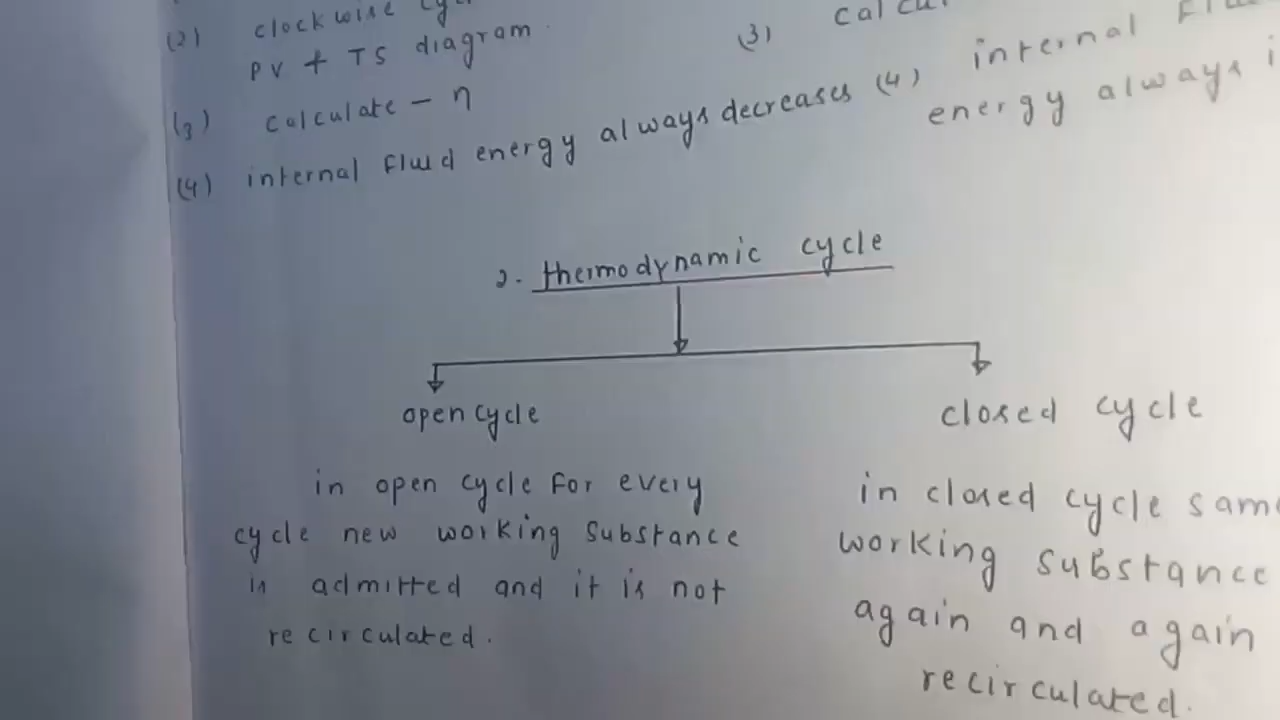 (2) clockwise
PV + TS diagram
(3) calculate - η
(4) internal fluid energy always decreases
(3)
(4) internal
energy always
2. thermodynamic cycle
open cycle
in open cycle for every
cycle new working substance
is admitted and it is not
recirculated.
closed cycle
in closed cycle
working substance
again and again
recirculated.